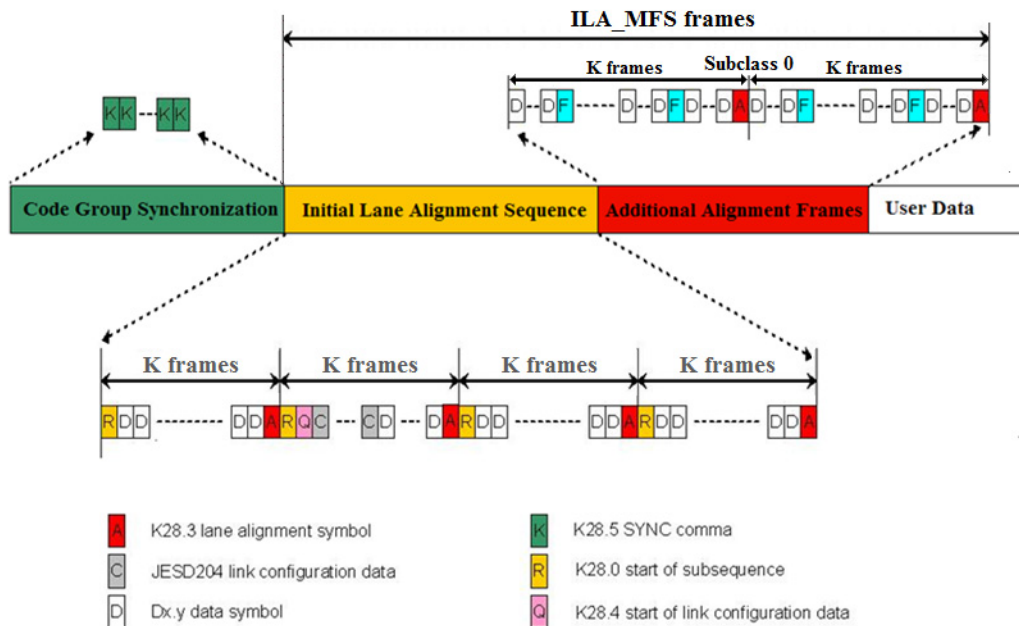 ILA_MFS frames
K frames Subclass 0 K frames
D D F D D F D D A D D F D D F D D A
K K K K
Code Group Synchronization Initial Lane Alignment Sequence Additional Alignment Frames User Data
K frames K frames K frames K frames
R D D D D A R Q C C D D A R D D D D A R D D D D A
A K28.3 lane alignment symbol
K K28.5 SYNC comma
C JESD204 link configuration data
R K28.0 start of subsequence
D Dx.y data symbol
Q K28.4 start of link configuration data